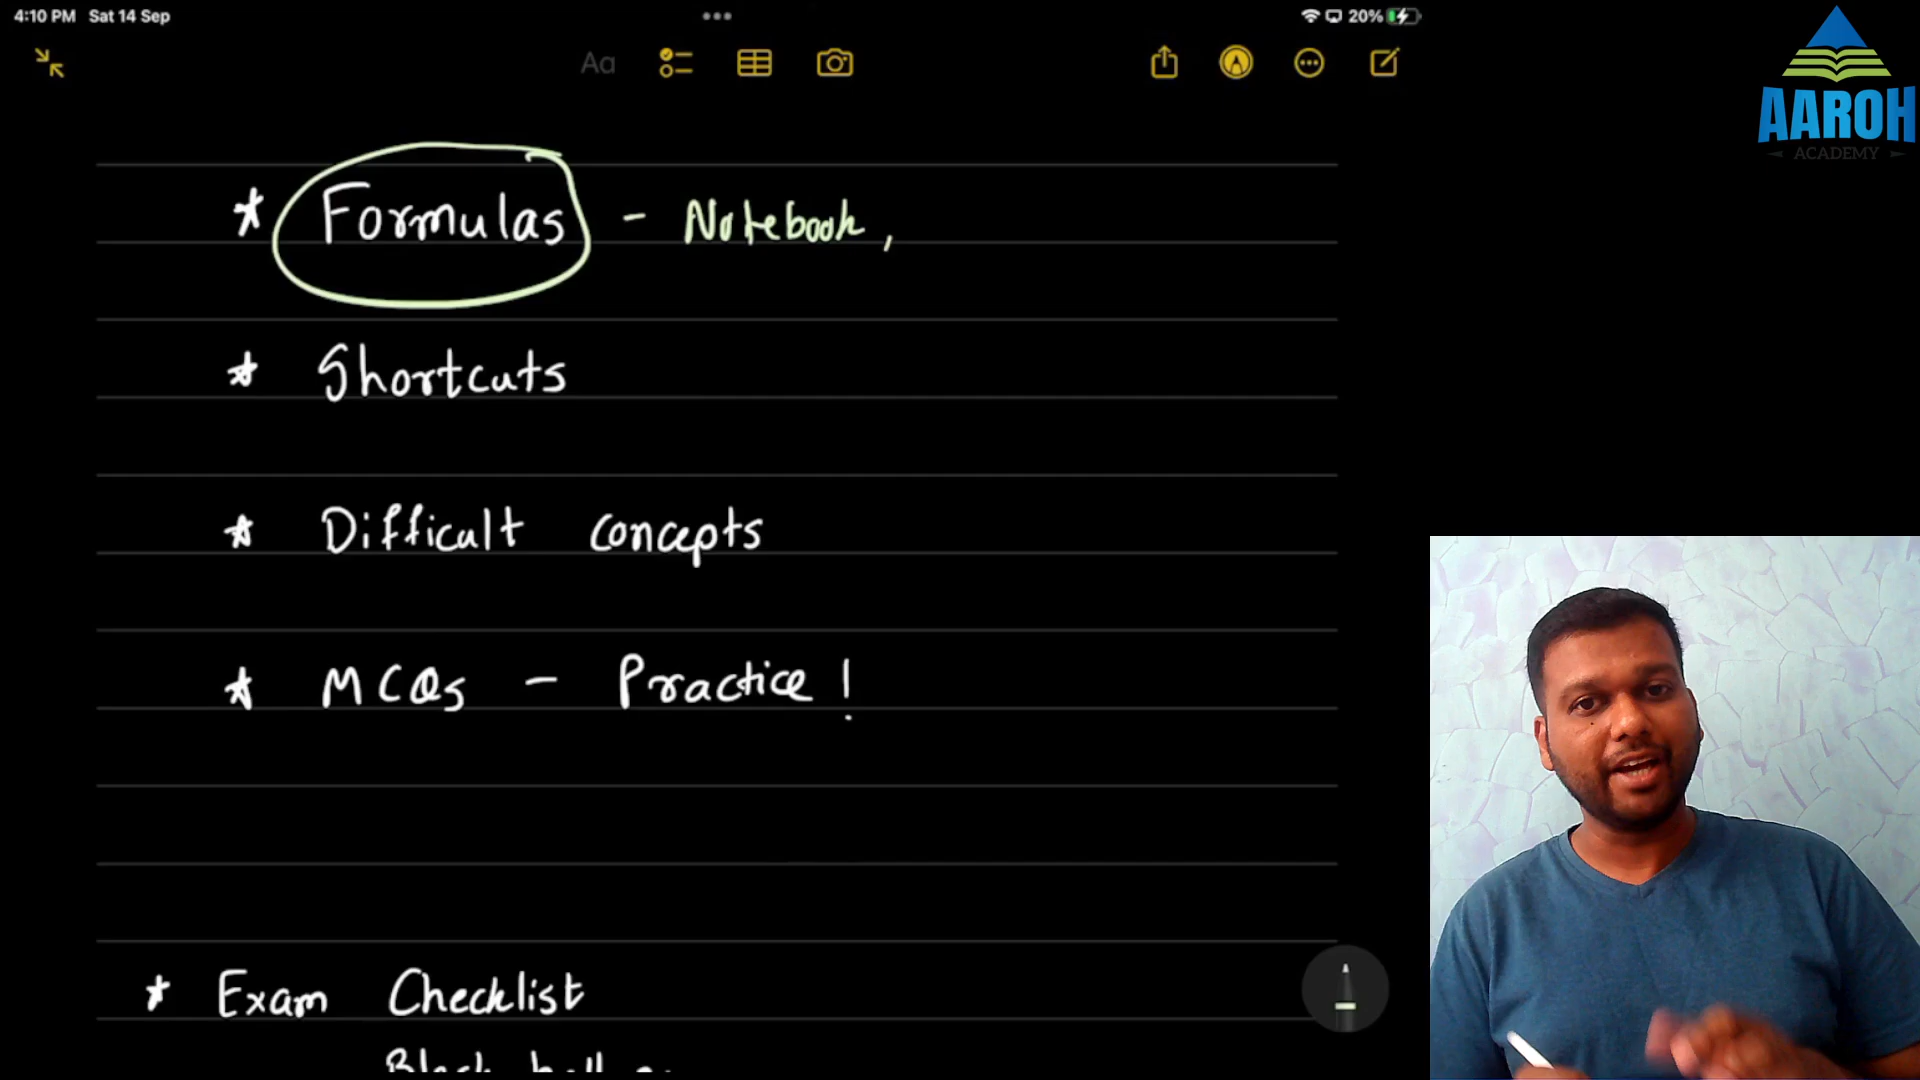 4:10 PM Sat 14 Sep
20%
Aa
AAROH
ACADEMY
* Formulas - Notebook,
* Shortcuts
* Difficult concepts
* MCQs - Practice!
* Exam Checklist